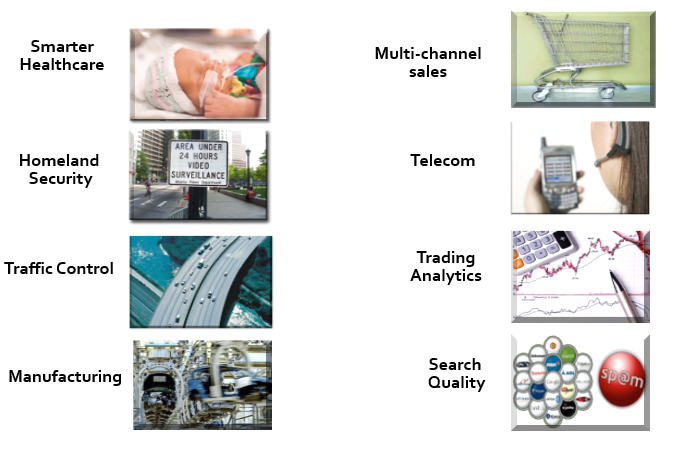 Smarter
Healthcare
Multi-channel
sales
AREA UNDER
24 HOURS
VIDEO
SURVEILLANCE
Homeland
Security
Telecom
Traffic Control
Trading
Analytics
Manufacturing
Search
Quality
sp@m